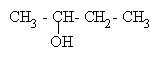 CH₃ - CH- CH₂- CH₃
OH